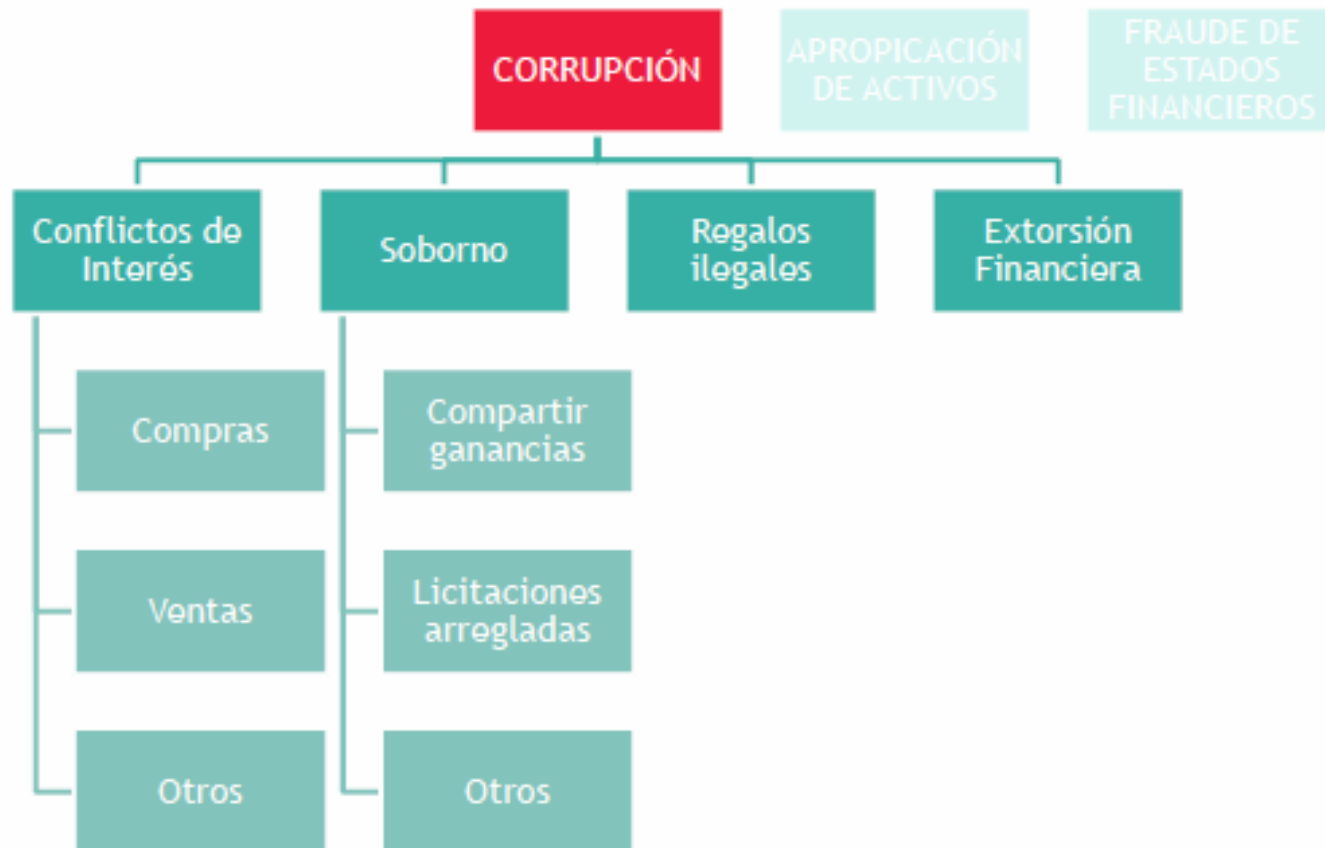 CORRUPCIÓN
APROPICACIÓN
DE ACTIVOS
FRAUDE DE
ESTADOS
FINANCIEROS
Conflictos de
Interés
Soborno
Regalos
ilegales
Extorsión
Financiera
Compras
Compartir
ganancias
Ventas
Licitaciones
arregladas
Otros
Otros